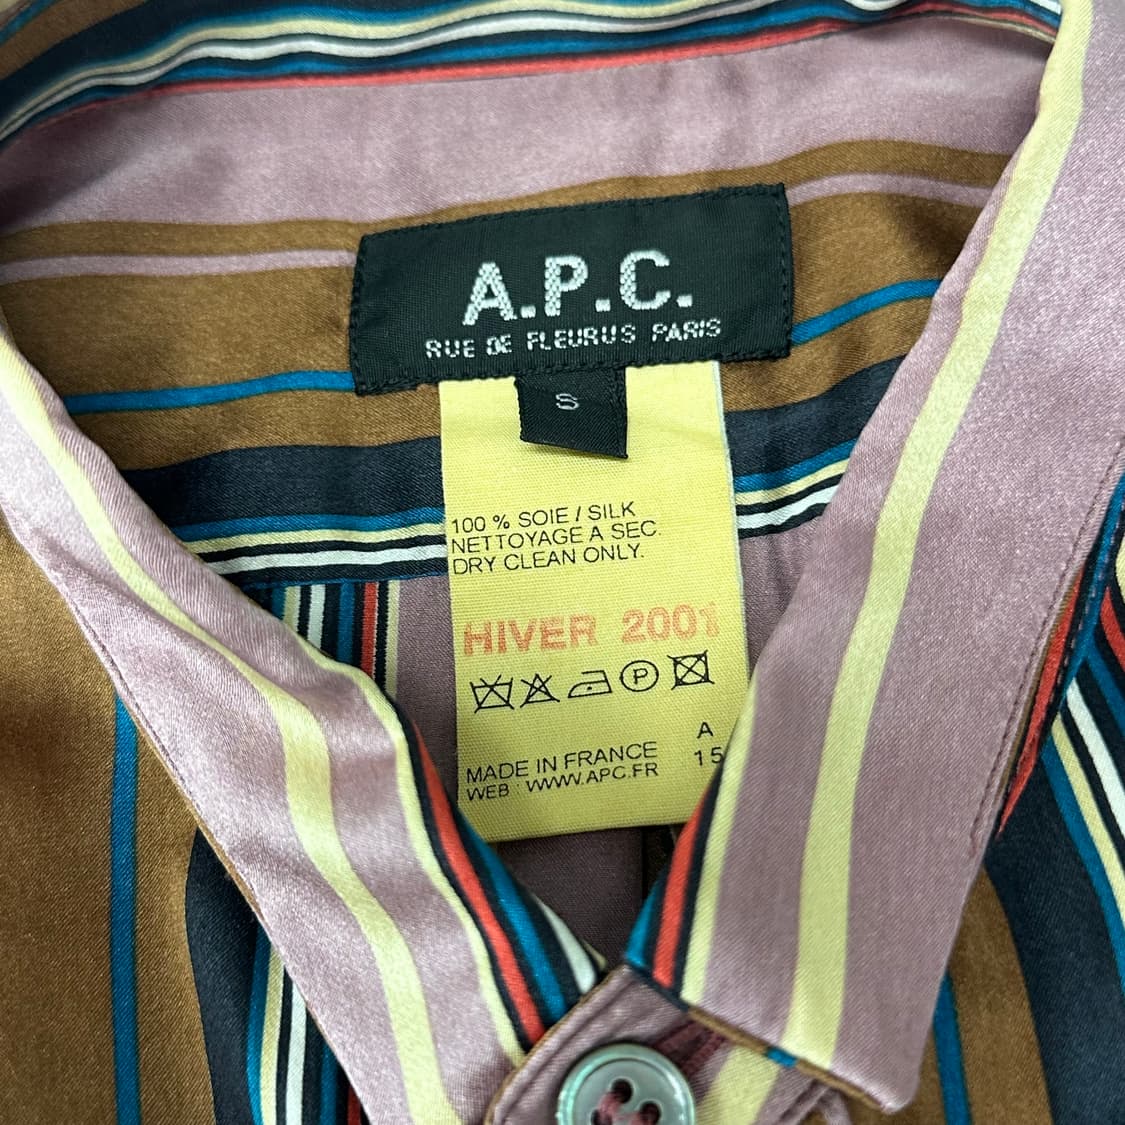 A.P.C.
RUE DE FLEURUS PARIS
S
100 % SOIE / SILK
NETTOYAGE A SEC.
DRY CLEAN ONLY.
HIVER 2001
P
A
MADE IN FRANCE 15
WEB : WWW.APC.FR